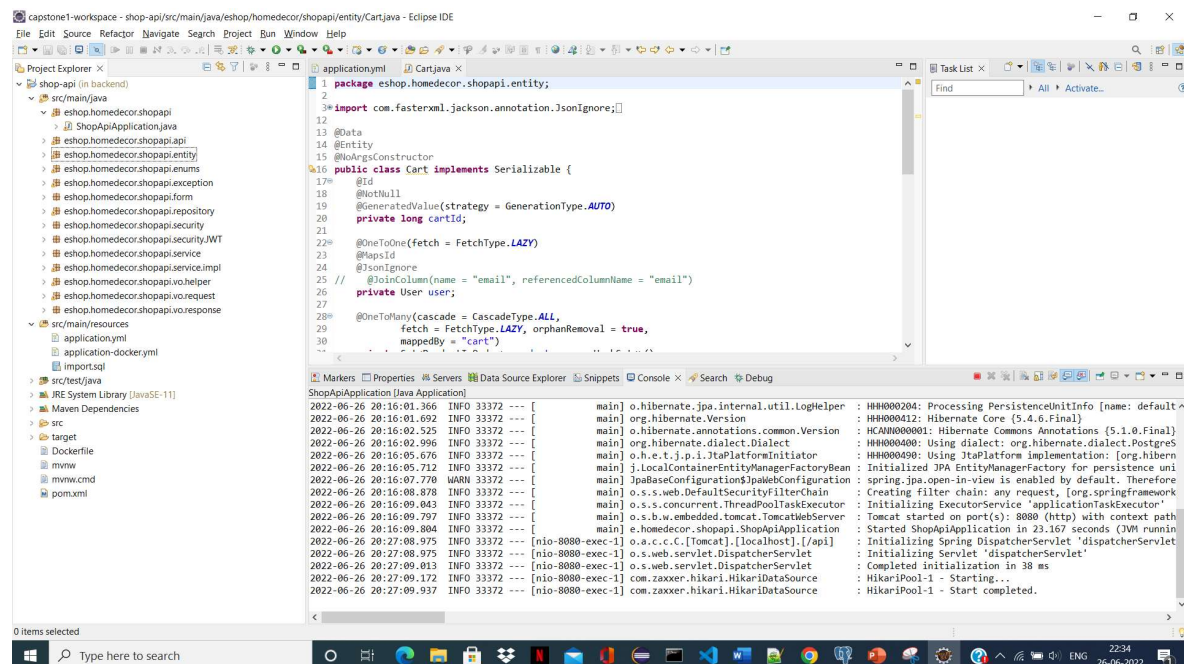 capstone1-workspace - shop-api/src/main/java/eshop/homedecor/shopapi/entity/Cart.java - Eclipse IDE
File Edit Source Refactor Navigate Search Project Run Window Help
Project Explorer
shop-api (in backend)
src/main/java
eshop.homedecor.shopapi
ShopApiApplication.java
eshop.homedecor.shopapi.api
eshop.homedecor.shopapi.entity
eshop.homedecor.shopapi.enums
eshop.homedecor.shopapi.exception
eshop.homedecor.shopapi.form
eshop.homedecor.shopapi.repository
eshop.homedecor.shopapi.security
eshop.homedecor.shopapi.security.JWT
eshop.homedecor.shopapi.service
eshop.homedecor.shopapi.service.impl
eshop.homedecor.shopapi.vo.helper
eshop.homedecor.shopapi.vo.request
eshop.homedecor.shopapi.vo.response
src/main/resources
application.yml
application-docker.yml
import.sql
src/test/java
JRE System Library [JavaSE-11]
Maven Dependencies
src
target
Dockerfile
mvnw
mvnw.cmd
pom.xml
application.yml Cart.java
1 package eshop.homedecor.shopapi.entity;
2
3 import com.fasterxml.jackson.annotation.JsonIgnore;
12
13 @Data
14 @Entity
15 @NoArgsConstructor
16 public class Cart implements Serializable {
17 @Id
18 @NotNull
19 @GeneratedValue(strategy = GenerationType.AUTO)
20 private long cartId;
21
22 @OneToOne(fetch = FetchType.LAZY)
23 @MapsId
24 @JsonIgnore
25 // @JoinColumn(name = "email", referencedColumnName = "email")
26 private User user;
27
28 @OneToMany(cascade = CascadeType.ALL,
29 fetch = FetchType.LAZY, orphanRemoval = true,
30 mappedBy = "cart")
Task List
Find All Activate...
Markers Properties Servers Data Source Explorer Snippets Console Search Debug
ShopApiApplication [Java Application]
2022-06-26 20:16:01.366 INFO 33372 --- [ main] o.hibernate.jpa.internal.util.LogHelper : HHH000204: Processing PersistenceUnitInfo [name: default
2022-06-26 20:16:01.692 INFO 33372 --- [ main] org.hibernate.Version : HHH000412: Hibernate Core {5.4.6.Final}
2022-06-26 20:16:02.525 INFO 33372 --- [ main] o.hibernate.annotations.common.Version : HCANN000001: Hibernate Commons Annotations {5.1.0.Final}
2022-06-26 20:16:02.996 INFO 33372 --- [ main] org.hibernate.dialect.Dialect : HHH000400: Using dialect: org.hibernate.dialect.PostgreS
2022-06-26 20:16:05.676 INFO 33372 --- [ main] o.h.e.t.j.p.i.JtaPlatformInitiator : HHH000490: Using JtaPlatform implementation: [org.hibern
2022-06-26 20:16:05.712 INFO 33372 --- [ main] j.LocalContainerEntityManagerFactoryBean : Initialized JPA EntityManagerFactory for persistence uni
2022-06-26 20:16:07.770 WARN 33372 --- [ main] JpaBaseConfiguration$JpaWebConfiguration : spring.jpa.open-in-view is enabled by default. Therefore
2022-06-26 20:16:08.878 INFO 33372 --- [ main] o.s.s.web.DefaultSecurityFilterChain : Creating filter chain: any request, [org.springframework
2022-06-26 20:16:09.043 INFO 33372 --- [ main] o.s.s.concurrent.ThreadPoolTaskExecutor : Initializing ExecutorService 'applicationTaskExecutor'
2022-06-26 20:16:09.797 INFO 33372 --- [ main] o.s.b.w.embedded.tomcat.TomcatWebServer : Tomcat started on port(s): 8080 (http) with context path
2022-06-26 20:16:09.804 INFO 33372 --- [ main] e.homedecor.shopapi.ShopApiApplication : Started ShopApiApplication in 23.167 seconds (JVM runnin
2022-06-26 20:27:08.975 INFO 33372 --- [nio-8080-exec-1] o.a.c.c.C.[Tomcat].[localhost].[/api] : Initializing Spring DispatcherServlet 'dispatcherServlet
2022-06-26 20:27:08.975 INFO 33372 --- [nio-8080-exec-1] o.s.web.servlet.DispatcherServlet : Initializing Servlet 'dispatcherServlet'
2022-06-26 20:27:09.013 INFO 33372 --- [nio-8080-exec-1] o.s.web.servlet.DispatcherServlet : Completed initialization in 38 ms
2022-06-26 20:27:09.172 INFO 33372 --- [nio-8080-exec-1] com.zaxxer.hikari.HikariDataSource : HikariPool-1 - Starting...
2022-06-26 20:27:09.937 INFO 33372 --- [nio-8080-exec-1] com.zaxxer.hikari.HikariDataSource : HikariPool-1 - Start completed.
0 items selected
Type here to search
ENG
22:34
26-06-2022